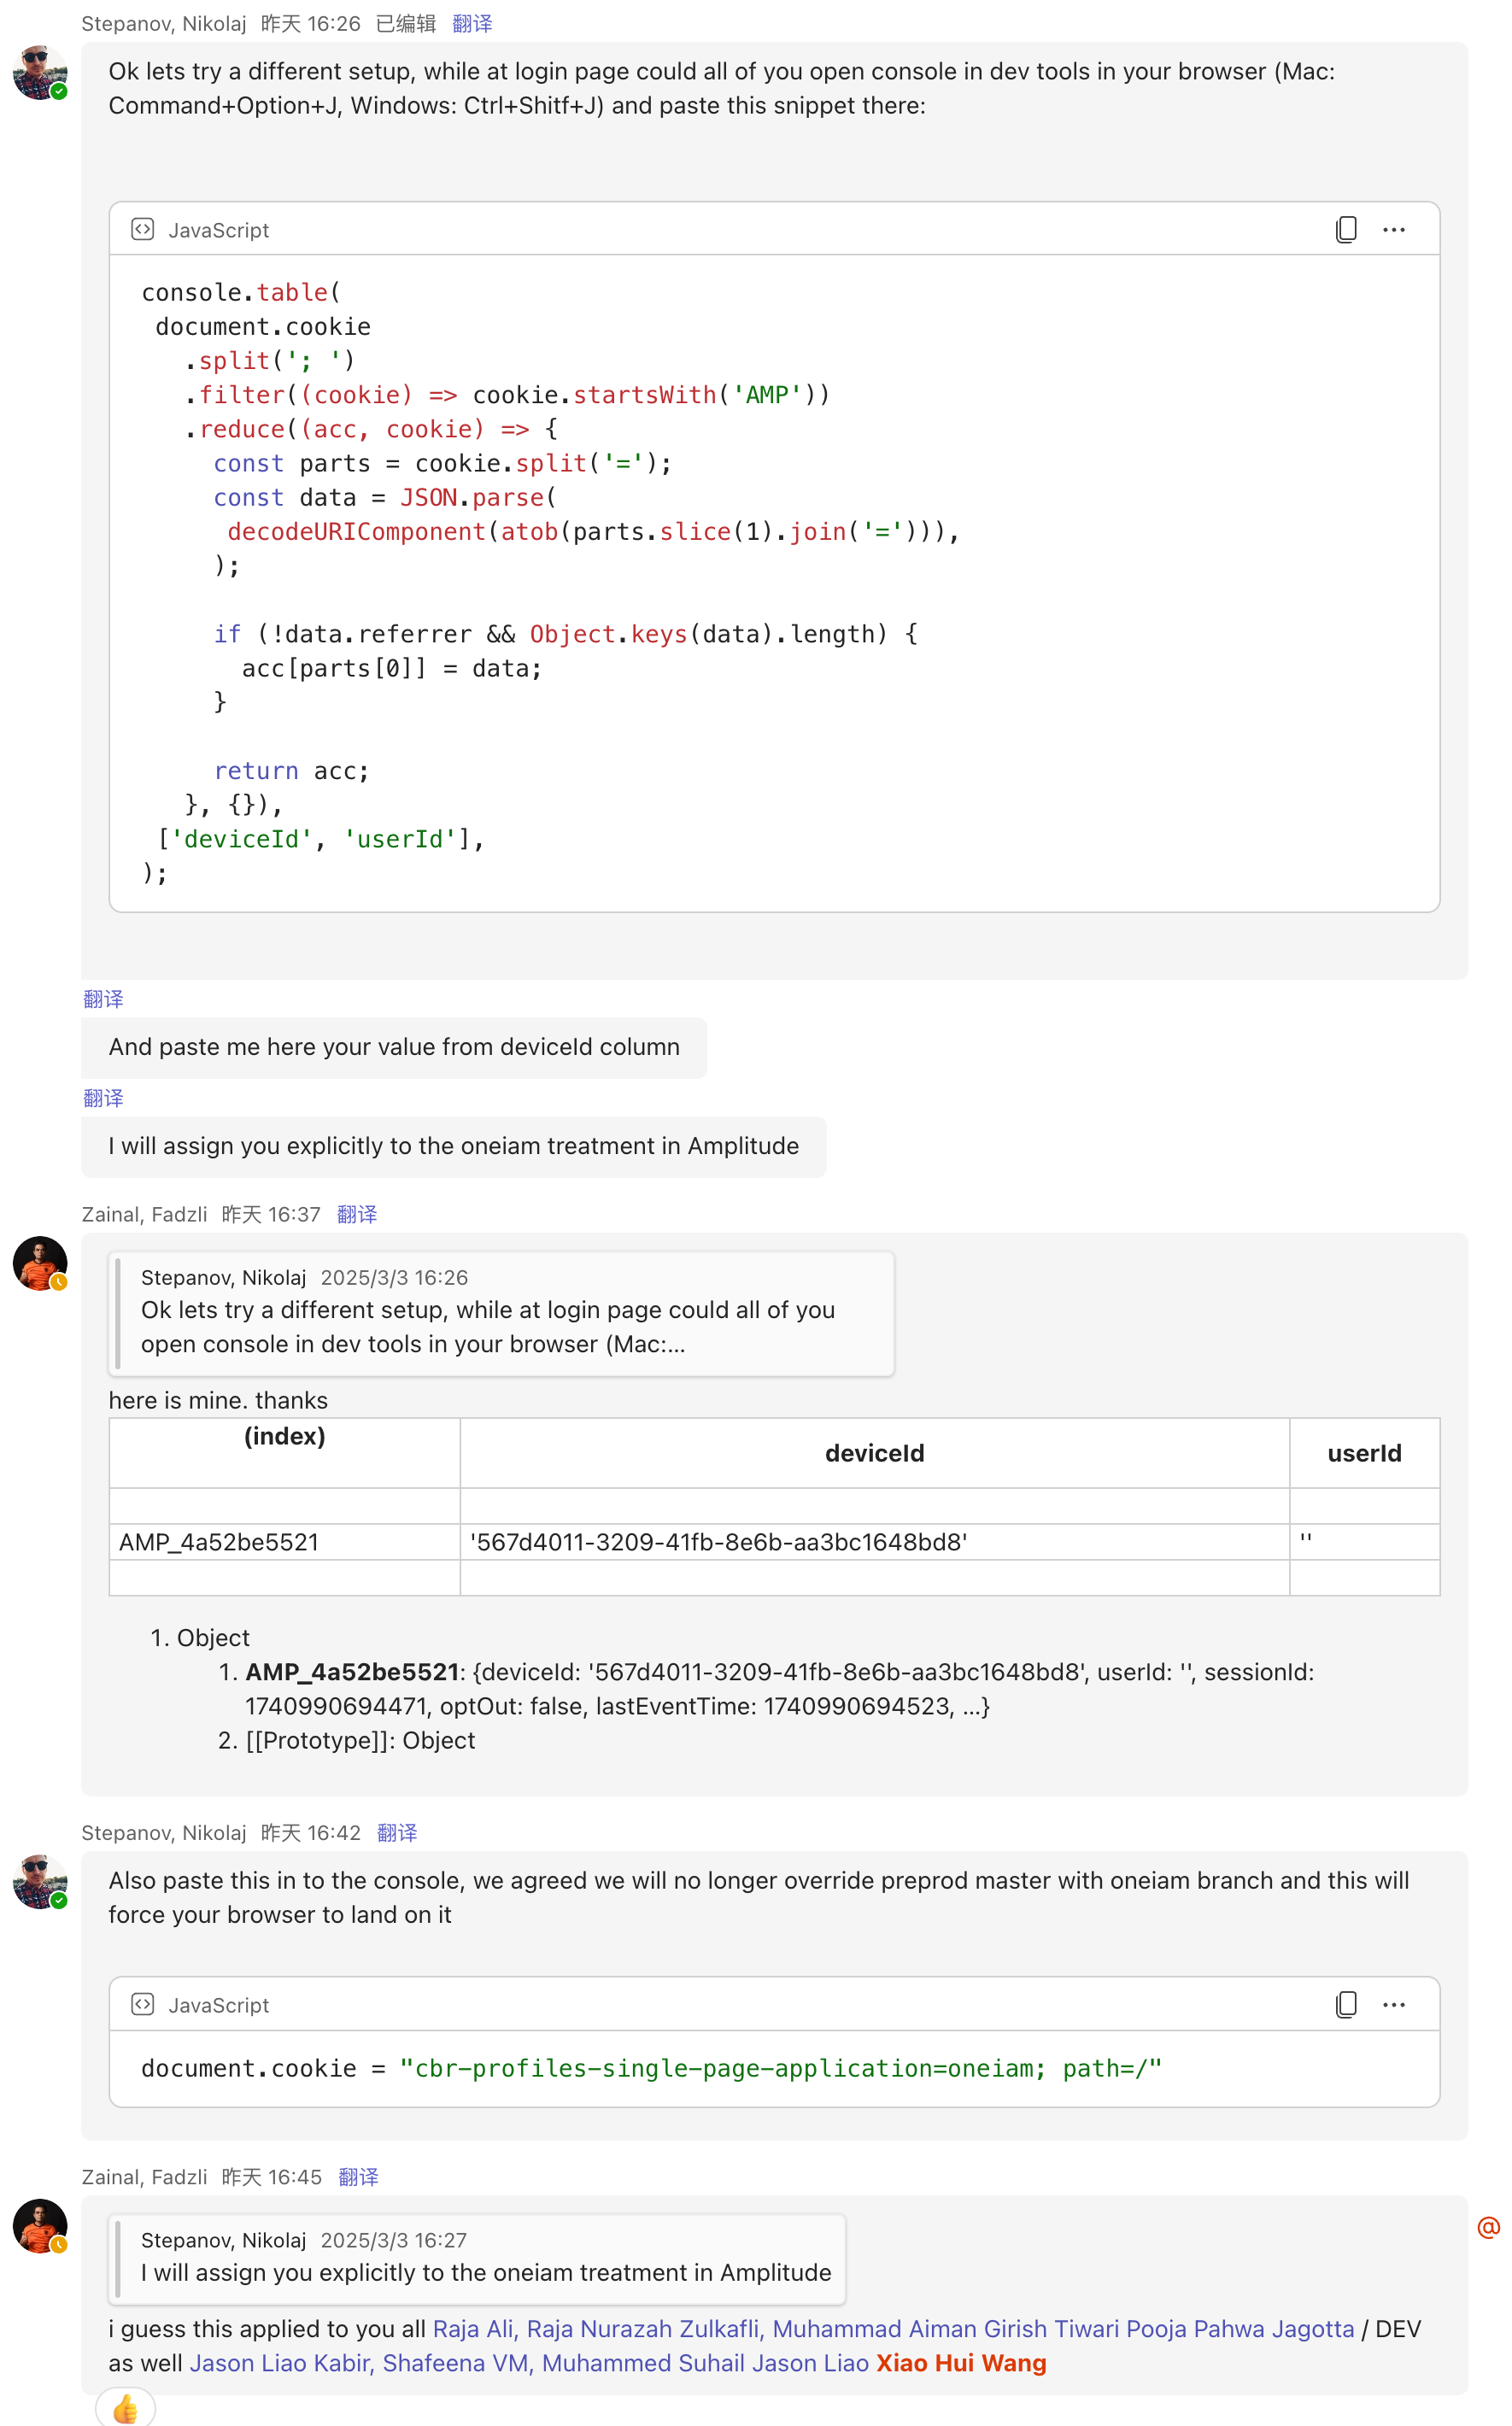 Stepanov, Nikolaj 昨天 16:26 已编辑 翻译
Ok lets try a different setup, while at login page could all of you open console in dev tools in your browser (Mac:
Command+Option+J, Windows: Ctrl+Shitf+J) and paste this snippet there:
JavaScript
console.table(
 document.cookie
   .split('; ')
   .filter((cookie) => cookie.startsWith('AMP'))
   .reduce((acc, cookie) => {
     const parts = cookie.split('=');
     const data = JSON.parse(
      decodeURIComponent(atob(parts.slice(1).join('='))),
     );
     if (!data.referrer && Object.keys(data).length) {
       acc[parts[0]] = data;
     }
     return acc;
   }, {}),
 ['deviceId', 'userId'],
);
翻译
And paste me here your value from deviceId column
翻译
I will assign you explicitly to the oneiam treatment in Amplitude
Zainal, Fadzli 昨天 16:37 翻译
Stepanov, Nikolaj 2025/3/3 16:26
Ok lets try a different setup, while at login page could all of you
open console in dev tools in your browser (Mac:...
here is mine. thanks
(index) deviceId userId
AMP_4a52be5521 '567d4011-3209-41fb-8e6b-aa3bc1648bd8' ''
1. Object
1. AMP_4a52be5521: {deviceId: '567d4011-3209-41fb-8e6b-aa3bc1648bd8', userId: '', sessionId:
1740990694471, optOut: false, lastEventTime: 1740990694523, …}
2. [[Prototype]]: Object
Stepanov, Nikolaj 昨天 16:42 翻译
Also paste this in to the console, we agreed we will no longer override preprod master with oneiam branch and this will
force your browser to land on it
JavaScript
document.cookie = "cbr-profiles-single-page-application=oneiam; path=/"
Zainal, Fadzli 昨天 16:45 翻译
@
Stepanov, Nikolaj 2025/3/3 16:27
I will assign you explicitly to the oneiam treatment in Amplitude
i guess this applied to you all Raja Ali, Raja Nurazah Zulkafli, Muhammad Aiman Girish Tiwari Pooja Pahwa Jagotta / DEV
as well Jason Liao Kabir, Shafeena VM, Muhammed Suhail Jason Liao Xiao Hui Wang